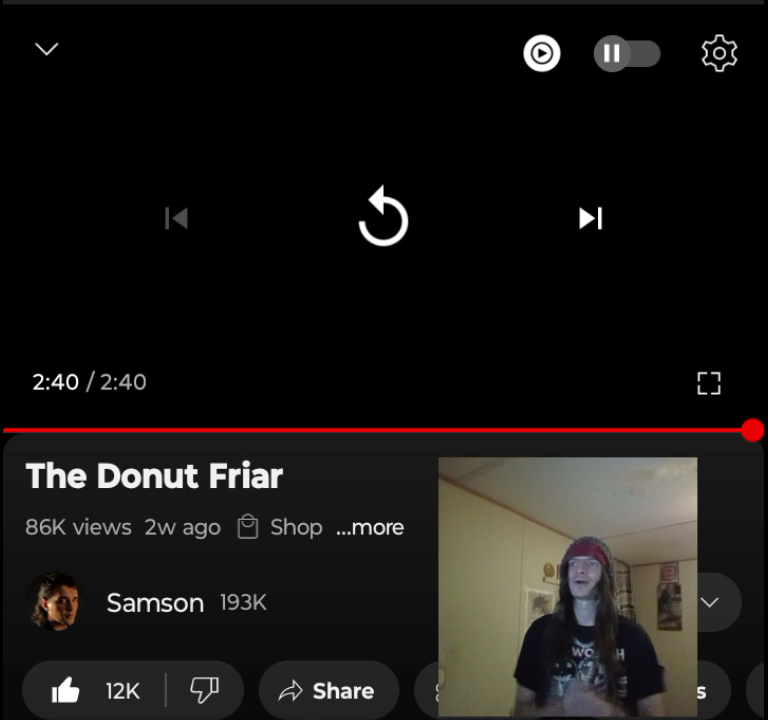 2:40 / 2:40
The Donut Friar
86K views 2w ago Shop ...more
Samson 193K
12K Share s